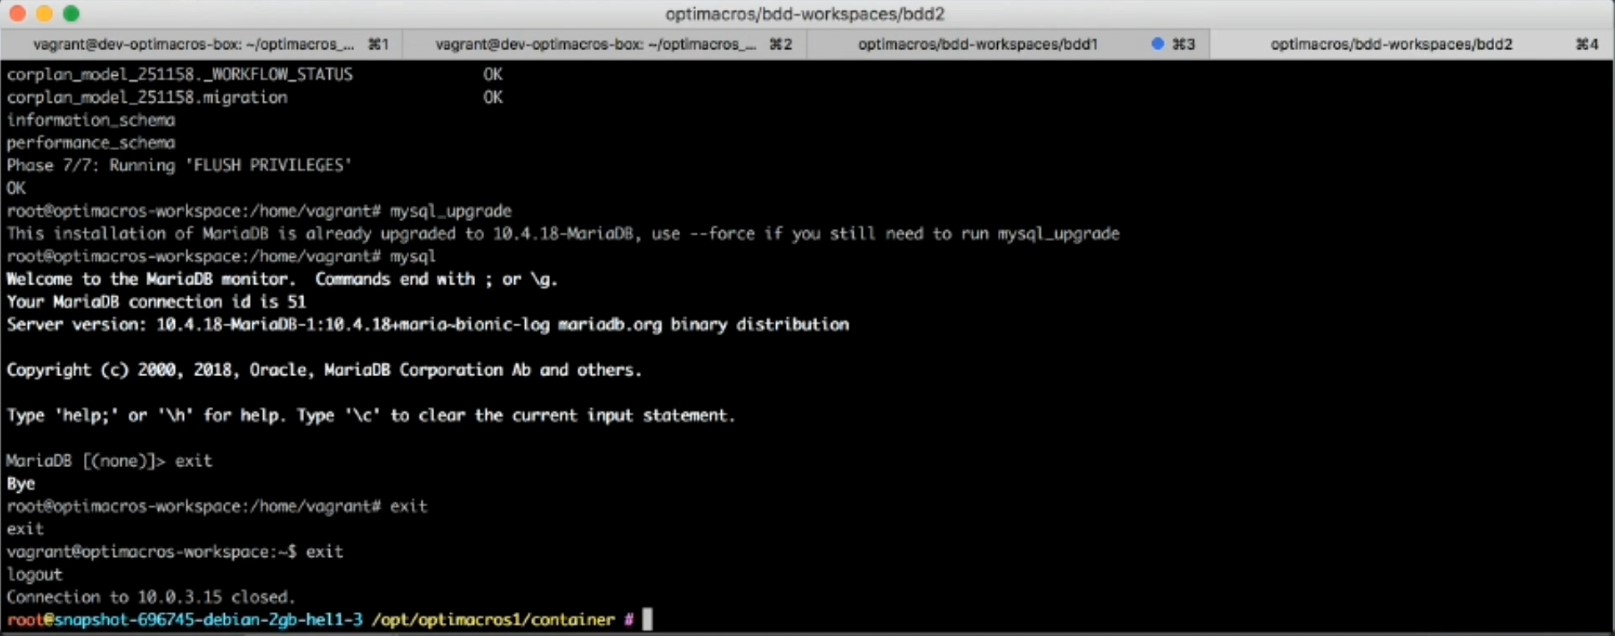 optimacros/bdd-workspaces/bdd2
vagrant@dev-optimacros-box: ~/optimacros_... ⌘1 vagrant@dev-optimacros-box: ~/optimacros_... ⌘2 optimacros/bdd-workspaces/bdd1 ⌘3 optimacros/bdd-workspaces/bdd2 ⌘4
corplan_model_251158._WORKFLOW_STATUS OK
corplan_model_251158.migration OK
information_schema
performance_schema
Phase 7/7: Running 'FLUSH PRIVILEGES'
OK
root@optimacros-workspace:/home/vagrant# mysql_upgrade
This installation of MariaDB is already upgraded to 10.4.18-MariaDB, use --force if you still need to run mysql_upgrade
root@optimacros-workspace:/home/vagrant# mysql
Welcome to the MariaDB monitor.  Commands end with ; or \g.
Your MariaDB connection id is 51
Server version: 10.4.18-MariaDB-1:10.4.18+maria~bionic-log mariadb.org binary distribution
Copyright (c) 2000, 2018, Oracle, MariaDB Corporation Ab and others.
Type 'help;' or '\h' for help. Type '\c' to clear the current input statement.
MariaDB [(none)]> exit
Bye
root@optimacros-workspace:/home/vagrant# exit
exit
vagrant@optimacros-workspace:~$ exit
logout
Connection to 10.0.3.15 closed.
root@snapshot-696745-debian-2gb-hel1-3 /opt/optimacros1/container #